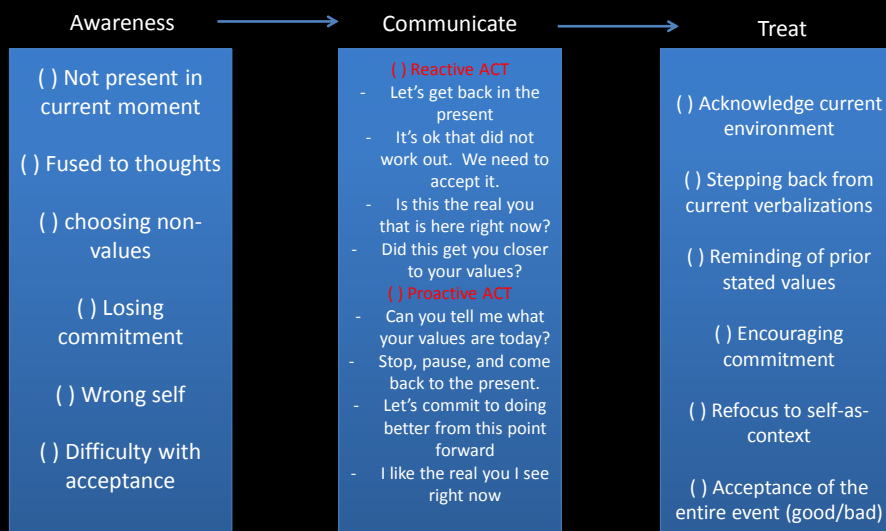 Awareness
( ) Not present in
current moment
( ) Fused to thoughts
( ) choosing non-
values
( ) Losing
commitment
( ) Wrong self
( ) Difficulty with
acceptance
Communicate
( ) Reactive ACT
- Let's get back in the
present
- It's ok that did not
work out. We need to
accept it.
- Is this the real you
that is here right now?
- Did this get you closer
to your values?
( ) Proactive ACT
- Can you tell me what
your values are today?
- Stop, pause, and come
back to the present.
- Let's commit to doing
better from this point
forward
- I like the real you I see
right now
Treat
( ) Acknowledge current
environment
( ) Stepping back from
current verbalizations
( ) Reminding of prior
stated values
( ) Encouraging
commitment
( ) Refocus to self-as-
context
( ) Acceptance of the
entire event (good/bad)